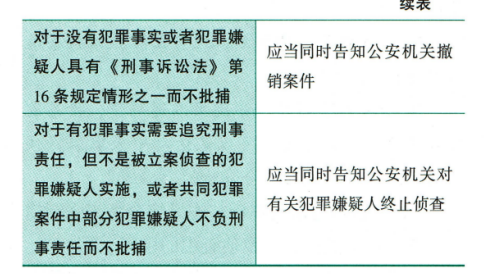 续表
对于没有犯罪事实或者犯罪嫌
疑人具有《刑事诉讼法》第
16条规定情形之一而不批捕
应当同时告知公安机关撤
销案件
对于有犯罪事实需要追究刑事
责任，但不是被立案侦查的犯
罪嫌疑人实施，或者共同犯罪
案件中部分犯罪嫌疑人不负刑
事责任而不批捕
应当同时告知公安机关对
有关犯罪嫌疑人终止侦查